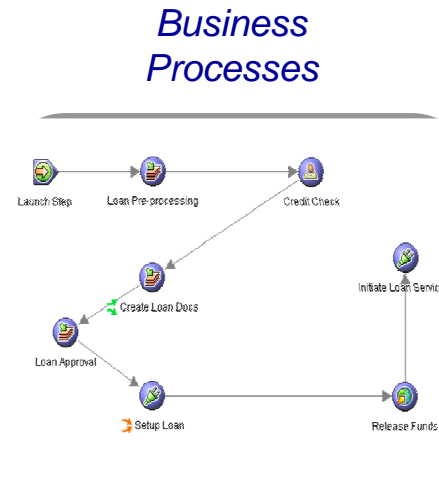 Business
Processes
Launch Step
Loan Pre-processing
Credit Check
Create Loan Docs
Initiate Loan Servic
Loan Approval
Setup Loan
Release Funds